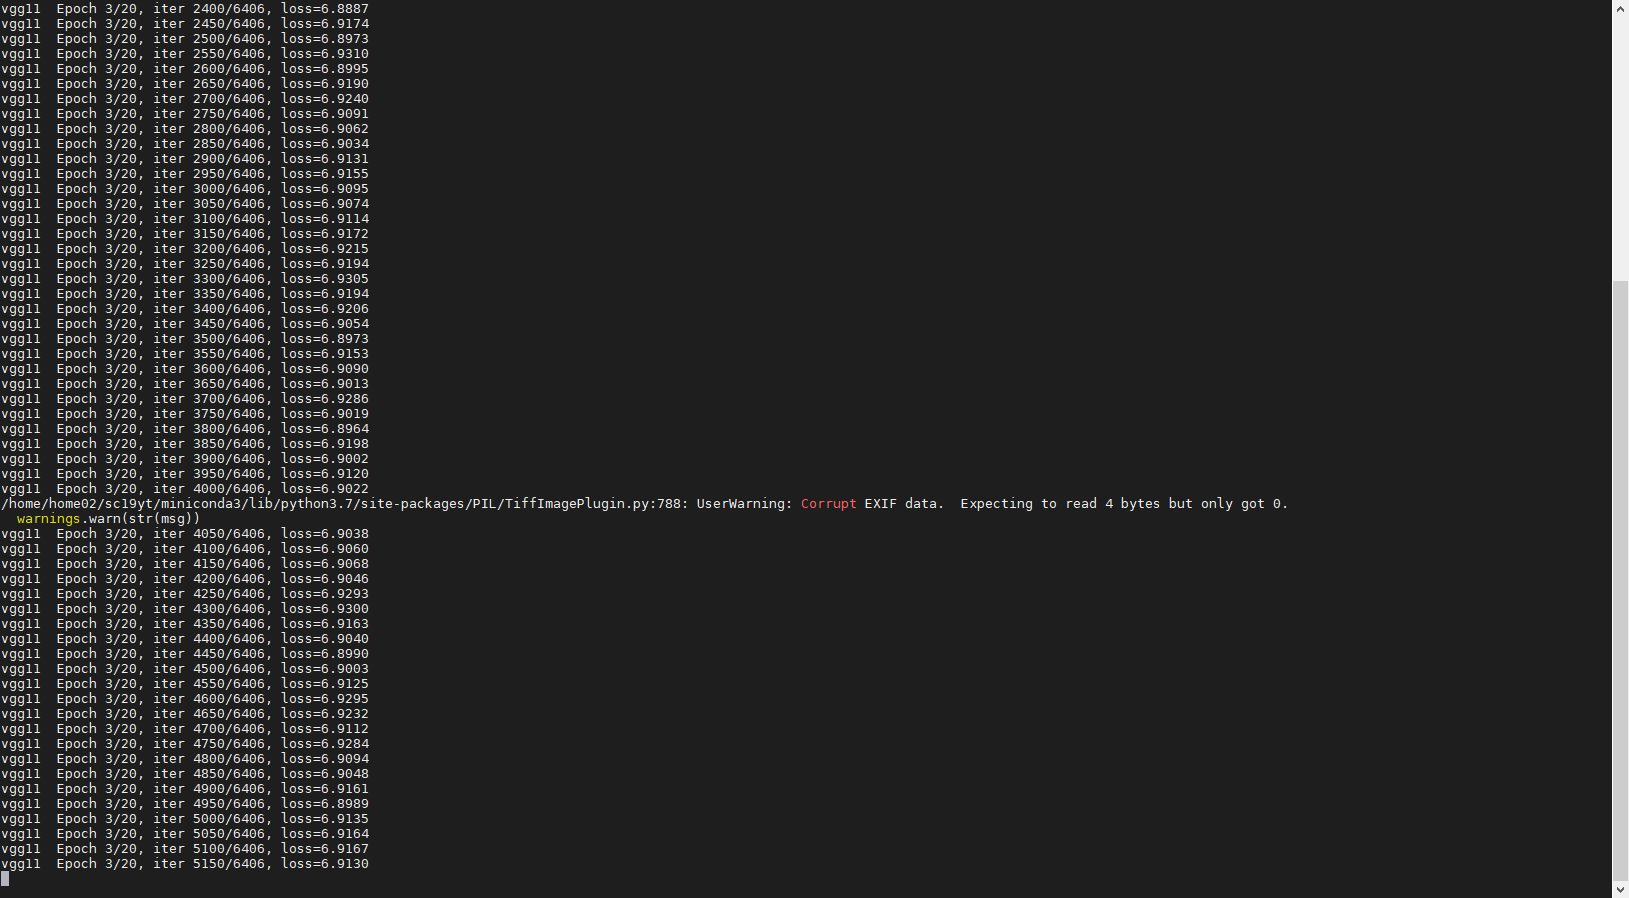 vgg11  Epoch 3/20, iter 2400/6406, loss=6.8887
vgg11  Epoch 3/20, iter 2450/6406, loss=6.9174
vgg11  Epoch 3/20, iter 2500/6406, loss=6.8973
vgg11  Epoch 3/20, iter 2550/6406, loss=6.9310
vgg11  Epoch 3/20, iter 2600/6406, loss=6.8995
vgg11  Epoch 3/20, iter 2650/6406, loss=6.9190
vgg11  Epoch 3/20, iter 2700/6406, loss=6.9240
vgg11  Epoch 3/20, iter 2750/6406, loss=6.9091
vgg11  Epoch 3/20, iter 2800/6406, loss=6.9062
vgg11  Epoch 3/20, iter 2850/6406, loss=6.9034
vgg11  Epoch 3/20, iter 2900/6406, loss=6.9131
vgg11  Epoch 3/20, iter 2950/6406, loss=6.9155
vgg11  Epoch 3/20, iter 3000/6406, loss=6.9095
vgg11  Epoch 3/20, iter 3050/6406, loss=6.9074
vgg11  Epoch 3/20, iter 3100/6406, loss=6.9114
vgg11  Epoch 3/20, iter 3150/6406, loss=6.9172
vgg11  Epoch 3/20, iter 3200/6406, loss=6.9215
vgg11  Epoch 3/20, iter 3250/6406, loss=6.9194
vgg11  Epoch 3/20, iter 3300/6406, loss=6.9305
vgg11  Epoch 3/20, iter 3350/6406, loss=6.9194
vgg11  Epoch 3/20, iter 3400/6406, loss=6.9206
vgg11  Epoch 3/20, iter 3450/6406, loss=6.9054
vgg11  Epoch 3/20, iter 3500/6406, loss=6.8973
vgg11  Epoch 3/20, iter 3550/6406, loss=6.9153
vgg11  Epoch 3/20, iter 3600/6406, loss=6.9090
vgg11  Epoch 3/20, iter 3650/6406, loss=6.9013
vgg11  Epoch 3/20, iter 3700/6406, loss=6.9286
vgg11  Epoch 3/20, iter 3750/6406, loss=6.9019
vgg11  Epoch 3/20, iter 3800/6406, loss=6.8964
vgg11  Epoch 3/20, iter 3850/6406, loss=6.9198
vgg11  Epoch 3/20, iter 3900/6406, loss=6.9002
vgg11  Epoch 3/20, iter 3950/6406, loss=6.9120
vgg11  Epoch 3/20, iter 4000/6406, loss=6.9022
/home/home02/sc19yt/miniconda3/lib/python3.7/site-packages/PIL/TiffImagePlugin.py:788: UserWarning: Corrupt EXIF data.  Expecting to read 4 bytes but only got 0.
  warnings.warn(str(msg))
vgg11  Epoch 3/20, iter 4050/6406, loss=6.9038
vgg11  Epoch 3/20, iter 4100/6406, loss=6.9060
vgg11  Epoch 3/20, iter 4150/6406, loss=6.9068
vgg11  Epoch 3/20, iter 4200/6406, loss=6.9046
vgg11  Epoch 3/20, iter 4250/6406, loss=6.9293
vgg11  Epoch 3/20, iter 4300/6406, loss=6.9300
vgg11  Epoch 3/20, iter 4350/6406, loss=6.9163
vgg11  Epoch 3/20, iter 4400/6406, loss=6.9040
vgg11  Epoch 3/20, iter 4450/6406, loss=6.8990
vgg11  Epoch 3/20, iter 4500/6406, loss=6.9003
vgg11  Epoch 3/20, iter 4550/6406, loss=6.9125
vgg11  Epoch 3/20, iter 4600/6406, loss=6.9295
vgg11  Epoch 3/20, iter 4650/6406, loss=6.9232
vgg11  Epoch 3/20, iter 4700/6406, loss=6.9112
vgg11  Epoch 3/20, iter 4750/6406, loss=6.9284
vgg11  Epoch 3/20, iter 4800/6406, loss=6.9094
vgg11  Epoch 3/20, iter 4850/6406, loss=6.9048
vgg11  Epoch 3/20, iter 4900/6406, loss=6.9161
vgg11  Epoch 3/20, iter 4950/6406, loss=6.8989
vgg11  Epoch 3/20, iter 5000/6406, loss=6.9135
vgg11  Epoch 3/20, iter 5050/6406, loss=6.9164
vgg11  Epoch 3/20, iter 5100/6406, loss=6.9167
vgg11  Epoch 3/20, iter 5150/6406, loss=6.9130